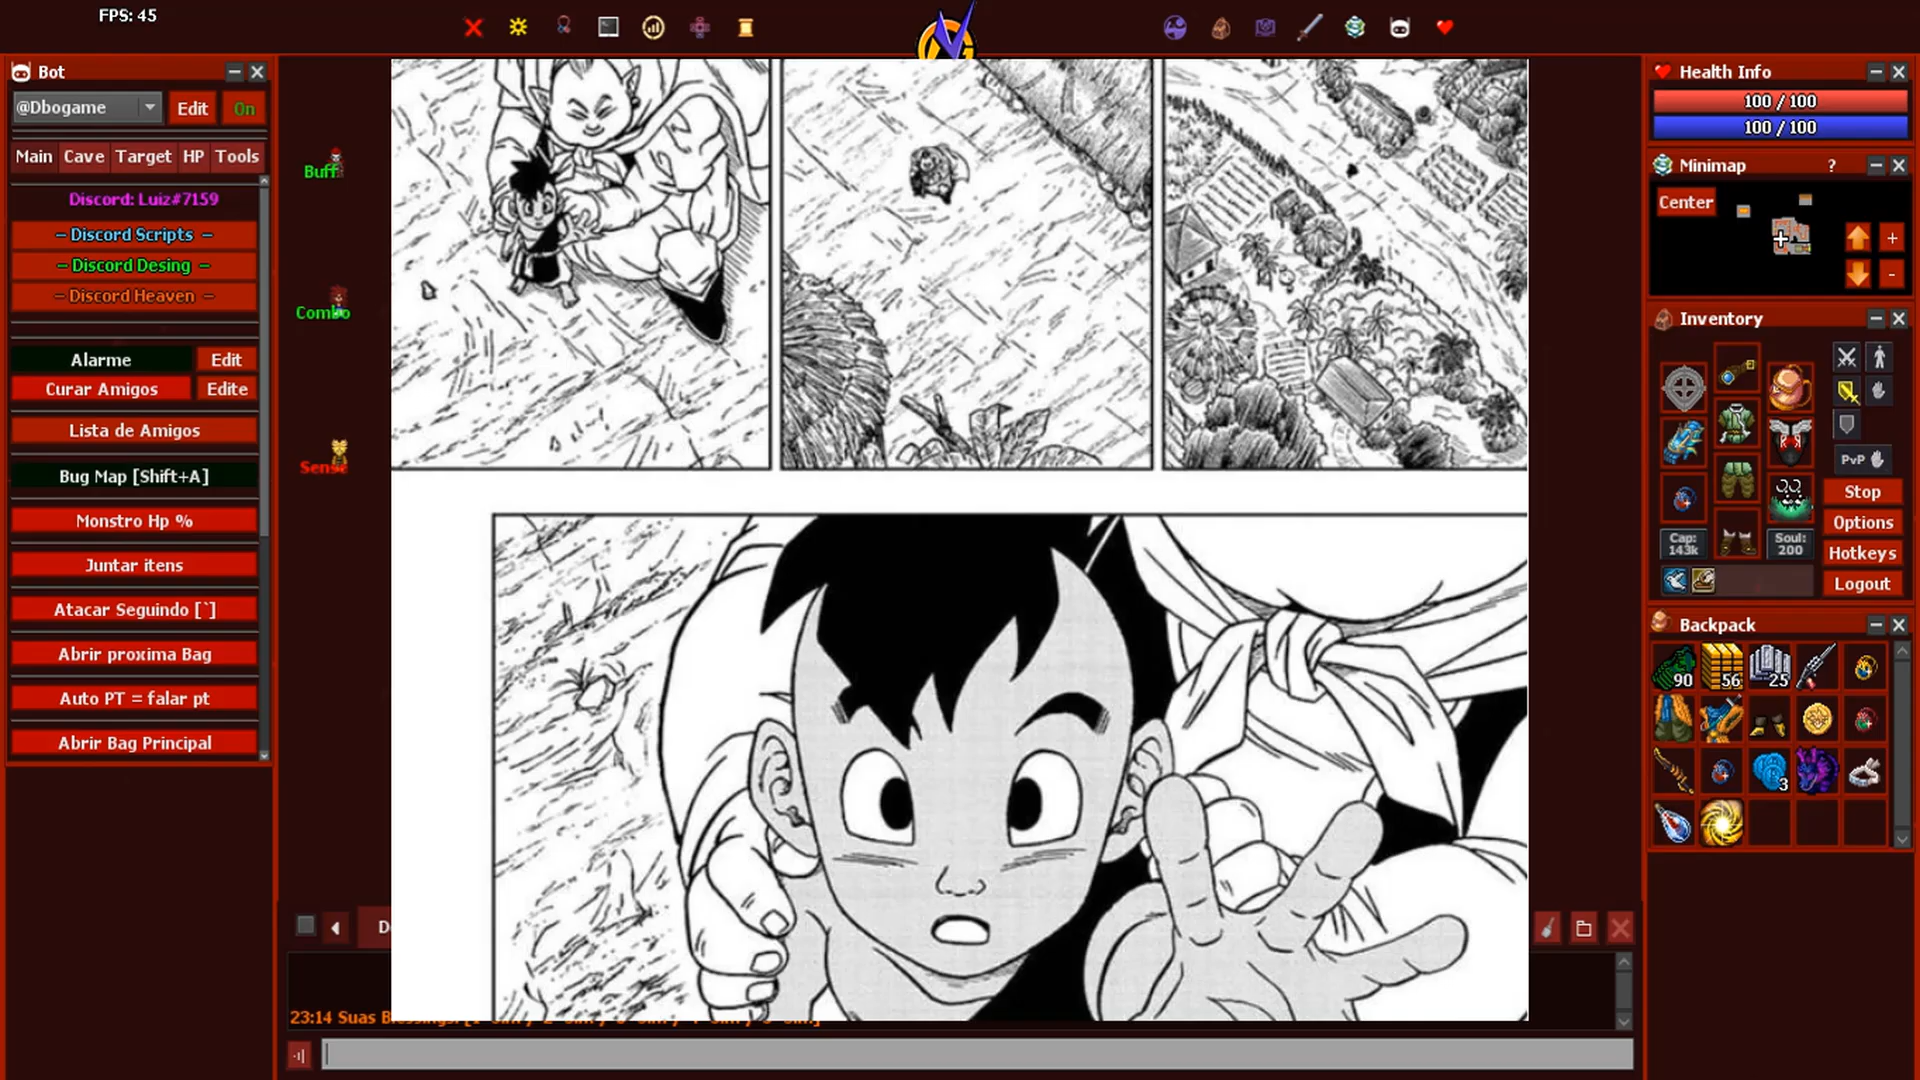 FPS: 45
Bot
@Dbogame
Edit
On
Main
Cave
Target
HP
Tools
Discord: Luiz#7159
– Discord Scripts –
– Discord Desing –
– Discord Heaven –
Alarme
Edit
Curar Amigos
Edite
Lista de Amigos
Bug Map [Shift+A]
Monstro Hp %
Juntar itens
Atacar Seguindo [`]
Abrir proxima Bag
Auto PT = falar pt
Abrir Bag Principal
Buff
Combo
Sense
D
23:14 Suas Blessings:
Health Info
100 / 100
100 / 100
Minimap
?
Center
+
-
Inventory
PvP
Stop
Options
Hotkeys
Logout
Cap:
143k
Soul:
200
Backpack
90
56
25
3